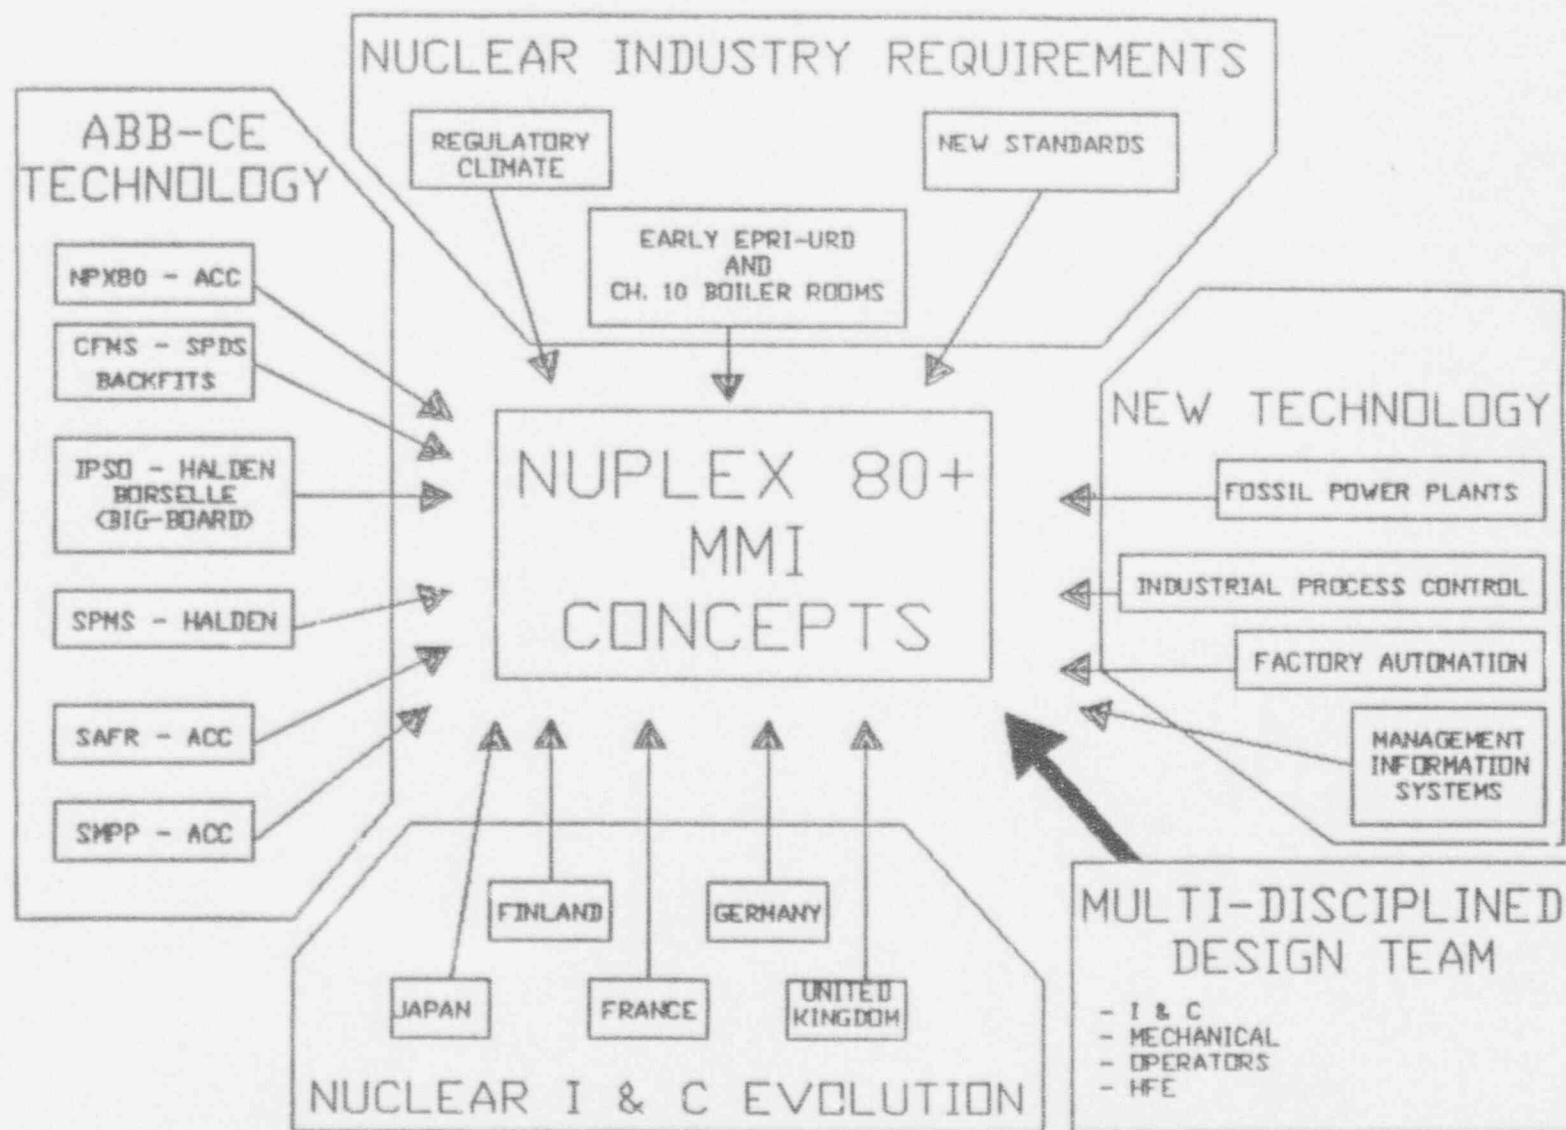 NUCLEAR INDUSTRY REQUIREMENTS
REGULATORY
CLIMATE
NEW STANDARDS
EARLY EPRI-URD
AND
CH. 10 BOILER ROOMS
ABB-CE
TECHNOLOGY
NPX80 - ACC
CFMS - SPDS
BACKFITS
IPSO - HALDEN
BORSELLE
(BIG-BOARD)
SPMS - HALDEN
SAFR - ACC
SMPP - ACC
NUPLEX 80+
MMI
CONCEPTS
NEW TECHNOLOGY
FOSSIL POWER PLANTS
INDUSTRIAL PROCESS CONTROL
FACTORY AUTOMATION
MANAGEMENT
INFORMATION
SYSTEMS
FINLAND
GERMANY
JAPAN
FRANCE
UNITED
KINGDOM
NUCLEAR I & C EVOLUTION
MULTI-DISCIPLINED
DESIGN TEAM
- I & C
- MECHANICAL
- OPERATORS
- HFE